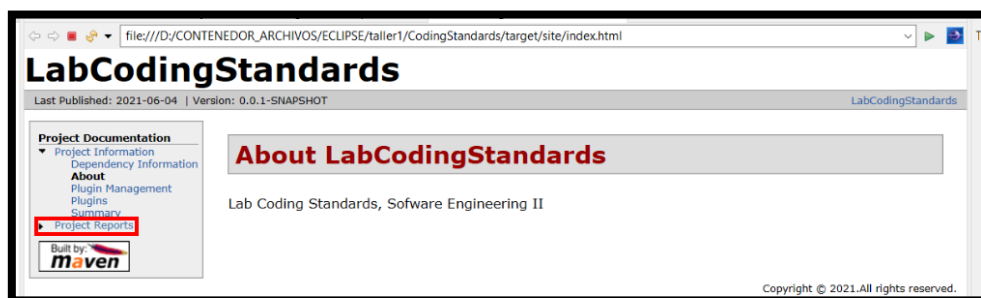 file:///D:/CONTENEDOR_ARCHIVOS/ECLIPSE/taller1/CodingStandards/target/site/index.html
LabCodingStandards
Last Published: 2021-06-04 | Version: 0.0.1-SNAPSHOT
LabCodingStandards
Project Documentation
Project Information
Dependency Information
About
Plugin Management
Plugins
Summary
Project Reports
Built by:
maven
About LabCodingStandards
Lab Coding Standards, Sofware Engineering II
Copyright © 2021.All rights reserved.